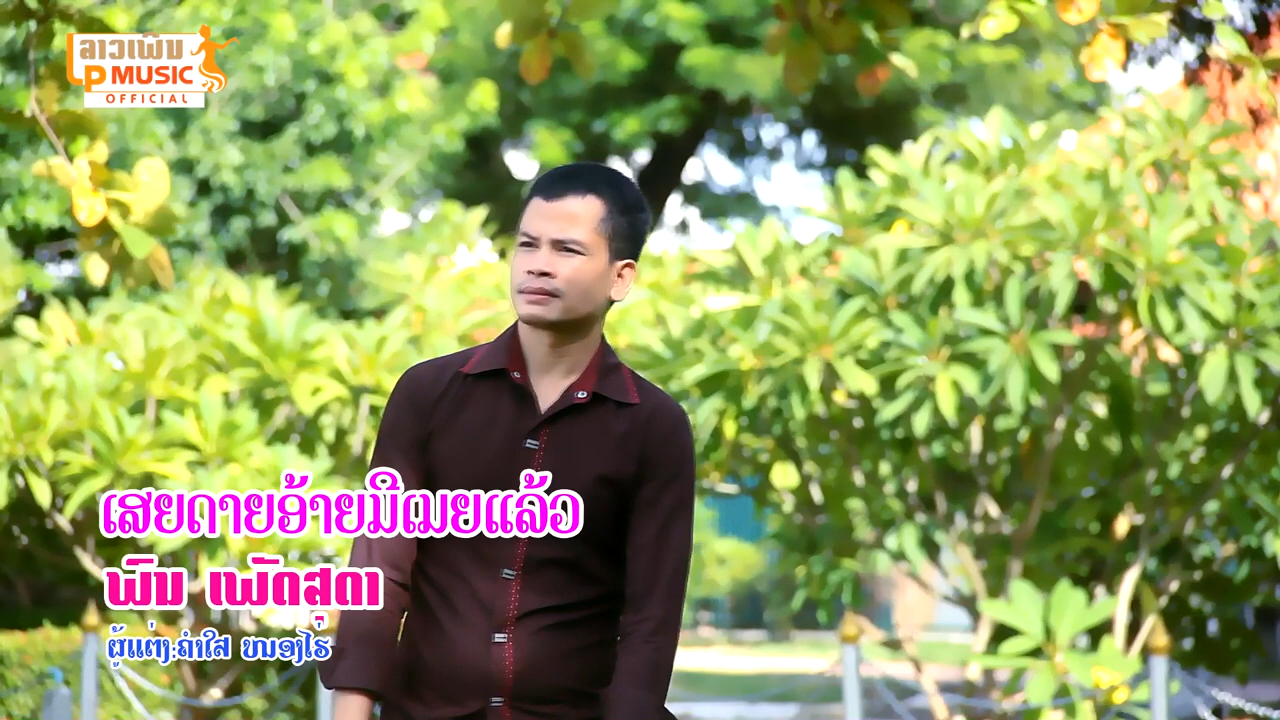 ລາວເພີນ
LP MUSIC
OFFICIAL
ເສຍດາຍອ້າຍມີເມຍແລ້ວ
ພົນ ເພັດສຸດາ
ຜູ້ແຕ່ງ:ຄຳໃສ ໜອງໄຮ່